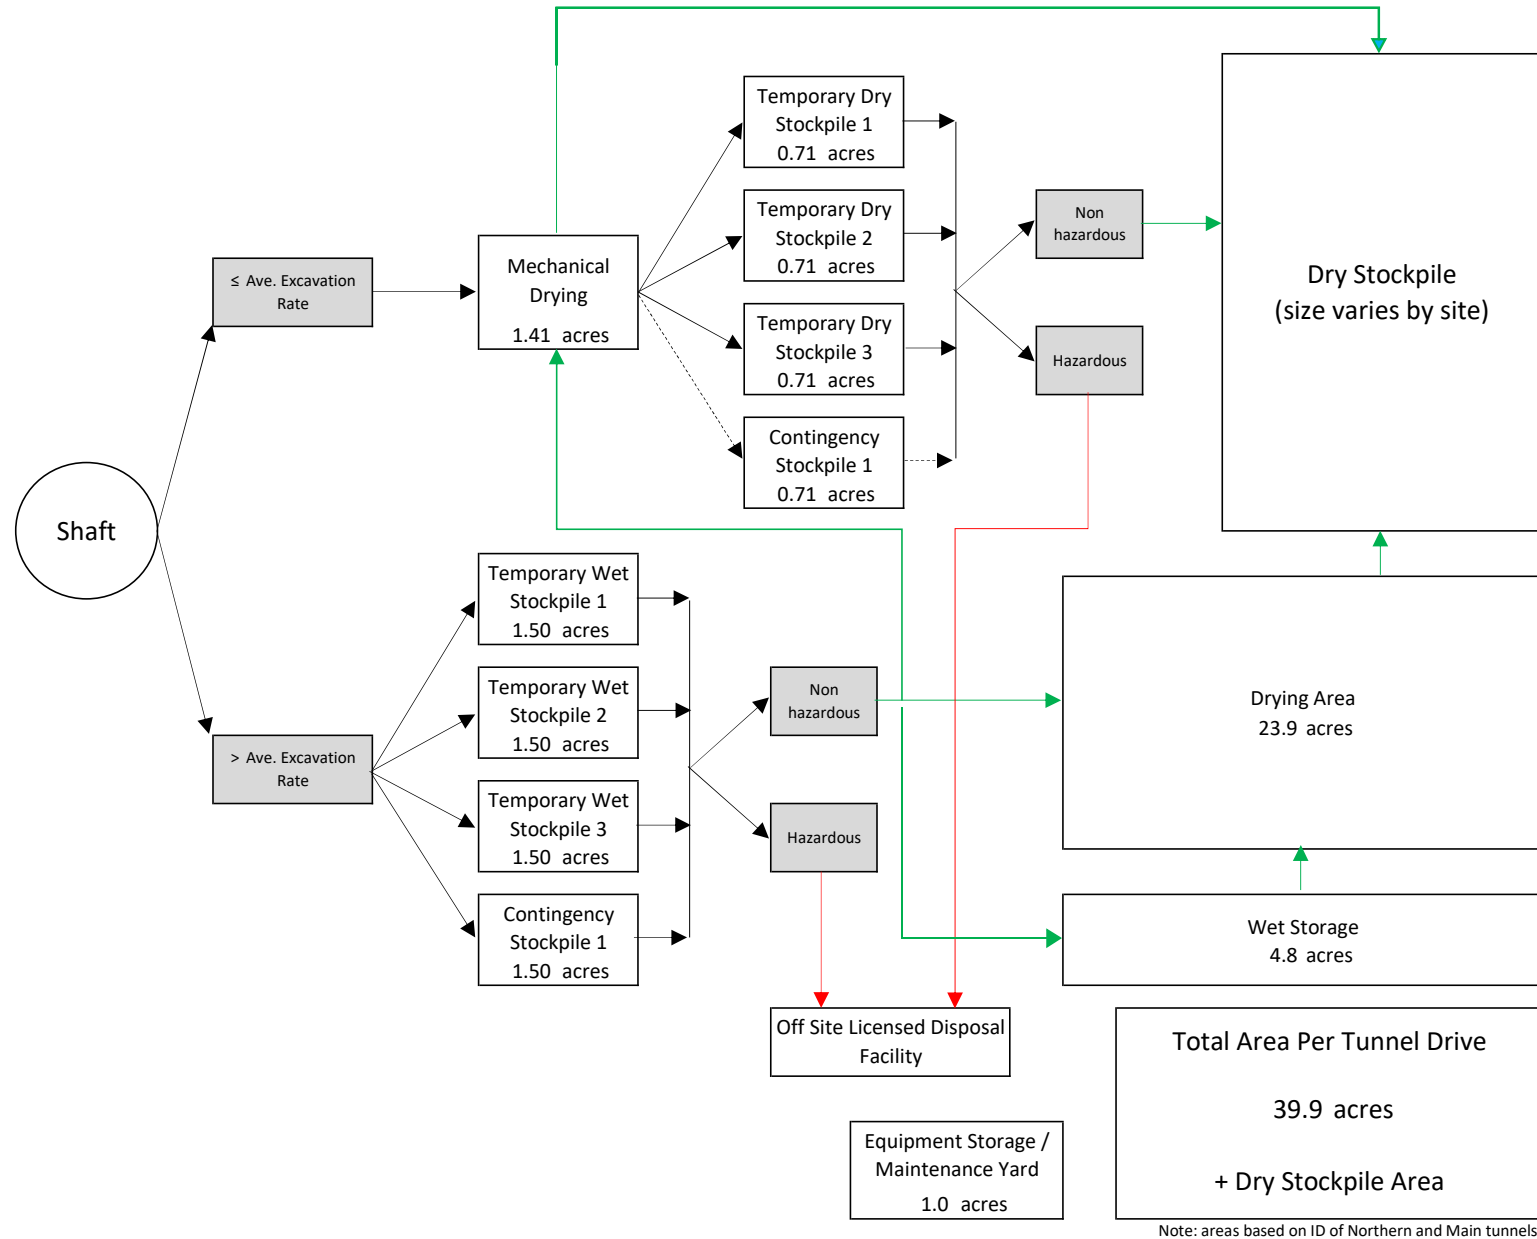 Temporary Dry
Stockpile 1
0.71 acres
Temporary Dry
Stockpile 2
0.71 acres
Temporary Dry
Stockpile 3
0.71 acres
Contingency
Stockpile 1
0.71 acres
Non
hazardous
Hazardous
Dry Stockpile
(size varies by site)
≤ Ave. Excavation
Rate
Mechanical
Drying
1.41 acres
Shaft
> Ave. Excavation
Rate
Temporary Wet
Stockpile 1
1.50 acres
Temporary Wet
Stockpile 2
1.50 acres
Temporary Wet
Stockpile 3
1.50 acres
Contingency
Stockpile 1
1.50 acres
Non
hazardous
Hazardous
Drying Area
23.9 acres
Wet Storage
4.8 acres
Off Site Licensed Disposal
Facility
Equipment Storage /
Maintenance Yard
1.0 acres
Total Area Per Tunnel Drive
39.9 acres
+ Dry Stockpile Area
Note: areas based on ID of Northern and Main tunnels